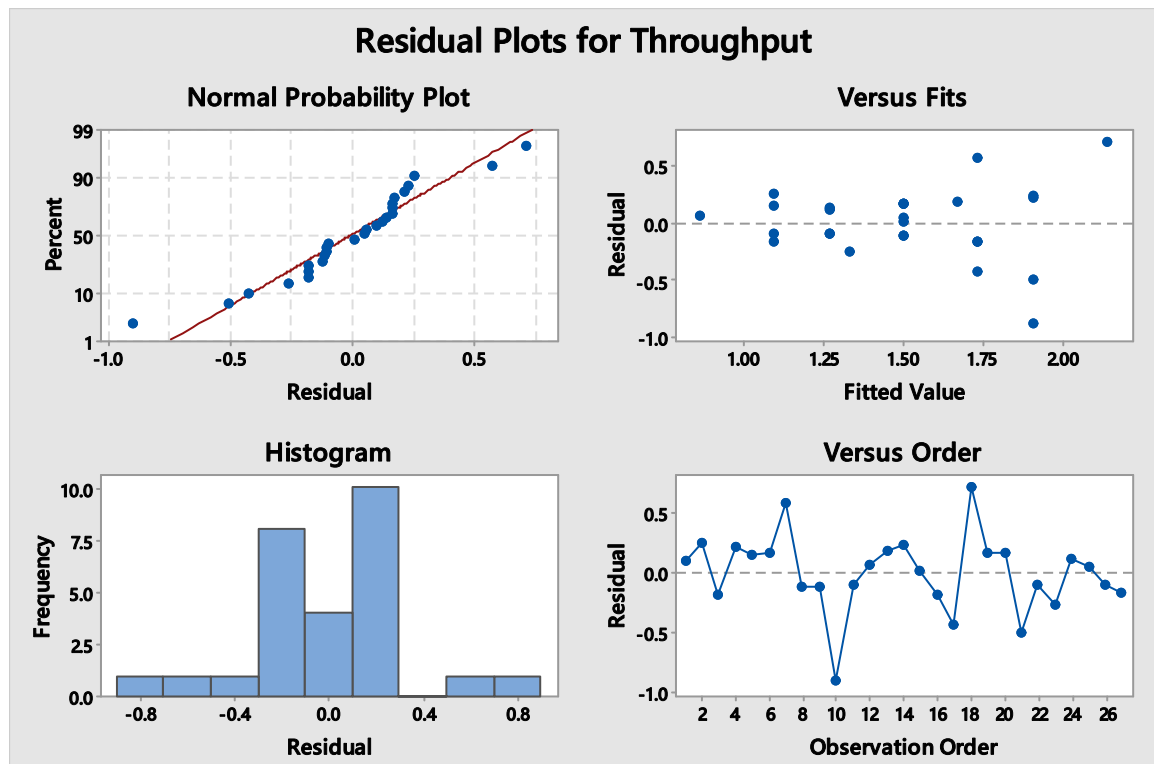 Residual Plots for Throughput
Normal Probability Plot
99
90
50
10
1
Percent
-1.0 -0.5 0.0 0.5
Residual
Versus Fits
0.5
0.0
-0.5
-1.0
Residual
1.00 1.25 1.50 1.75 2.00
Fitted Value
Histogram
10.0
7.5
5.0
2.5
0.0
Frequency
-0.8 -0.4 0.0 0.4 0.8
Residual
Versus Order
0.5
0.0
-0.5
-1.0
Residual
2 4 6 8 10 12 14 16 18 20 22 24 26
Observation Order